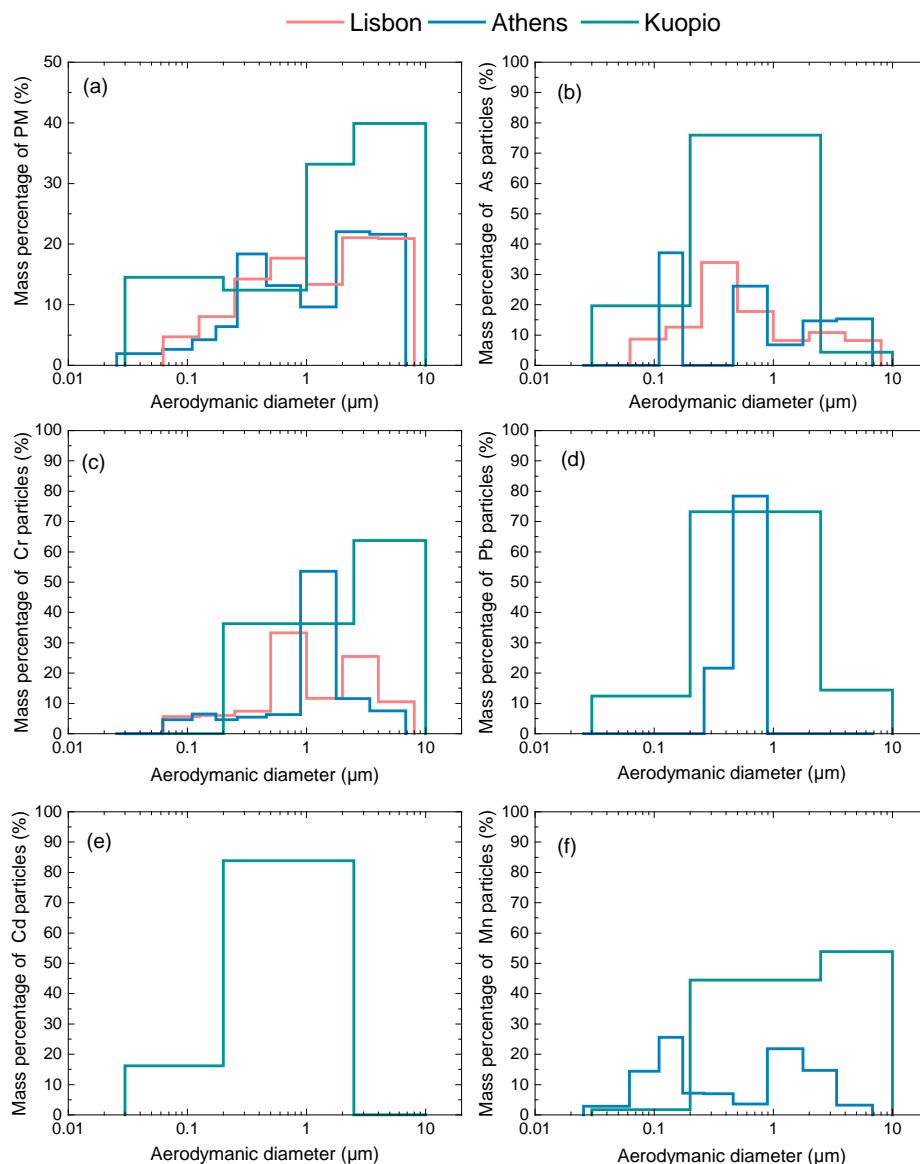 Lisbon Athens Kuopio
(a)
Mass percentage of PM (%)
50
40
30
20
10
0
0.01 0.1 1 10
Aerodymanic diameter (µm)
(b)
Mass percentage of As particles (%)
100
90
80
70
60
50
40
30
20
10
0
0.01 0.1 1 10
Aerodymanic diameter (µm)
(c)
Mass percentage of Cr particles (%)
100
90
80
70
60
50
40
30
20
10
0
0.01 0.1 1 10
Aerodymanic diameter (µm)
(d)
Mass percentage of Pb particles (%)
100
90
80
70
60
50
40
30
20
10
0
0.01 0.1 1 10
Aerodymanic diameter (µm)
(e)
Mass percentage of Cd particles (%)
100
90
80
70
60
50
40
30
20
10
0
0.01 0.1 1 10
Aerodymanic diameter (µm)
(f)
Mass percentage of Mn particles (%)
100
90
80
70
60
50
40
30
20
10
0
0.01 0.1 1 10
Aerodymanic diameter (µm)